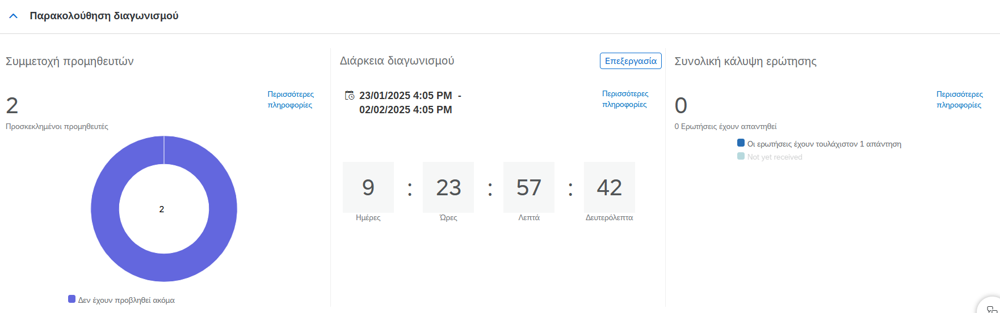 Παρακολούθηση διαγωνισμού
Συμμετοχή προμηθευτών
2
Προσκεκλημένοι προμηθευτές
Περισσότερες
πληροφορίες
2
Δεν έχουν προβληθεί ακόμα
Διάρκεια διαγωνισμού
Επεξεργασία
23/01/2025 4:05 PM -
02/02/2025 4:05 PM
Περισσότερες
πληροφορίες
9 : 23 : 57 : 42
Ημέρες Ώρες Λεπτά Δευτερόλεπτα
Συνολική κάλυψη ερώτησης
0
0 Ερωτήσεις έχουν απαντηθεί
Περισσότερες
πληροφορίες
Οι ερωτήσεις έχουν τουλάχιστον 1 απάντηση
Not yet received